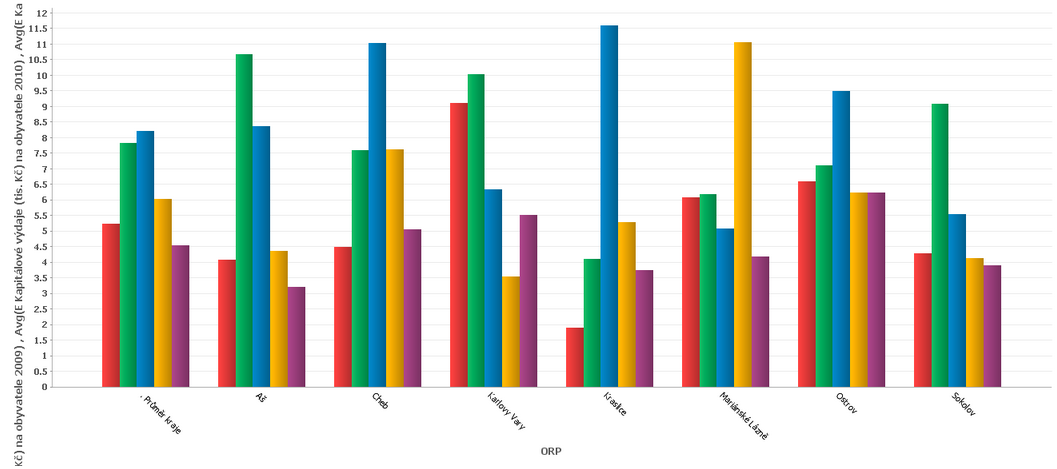 Kč) na obyvatele 2009) , Avg(E Kapitálové výdaje (tis. Kč) na obyvatele 2010) , Avg(E Ka
12
11.5
11
10.5
10
9.5
9
8.5
8
7.5
7
6.5
6
5.5
5
4.5
4
3.5
3
2.5
2
1.5
1
0.5
0
. Průměr kraje
Aš
Cheb
Karlovy Vary
Kraslice
Mariánské Lázně
Ostrov
Sokolov
ORP